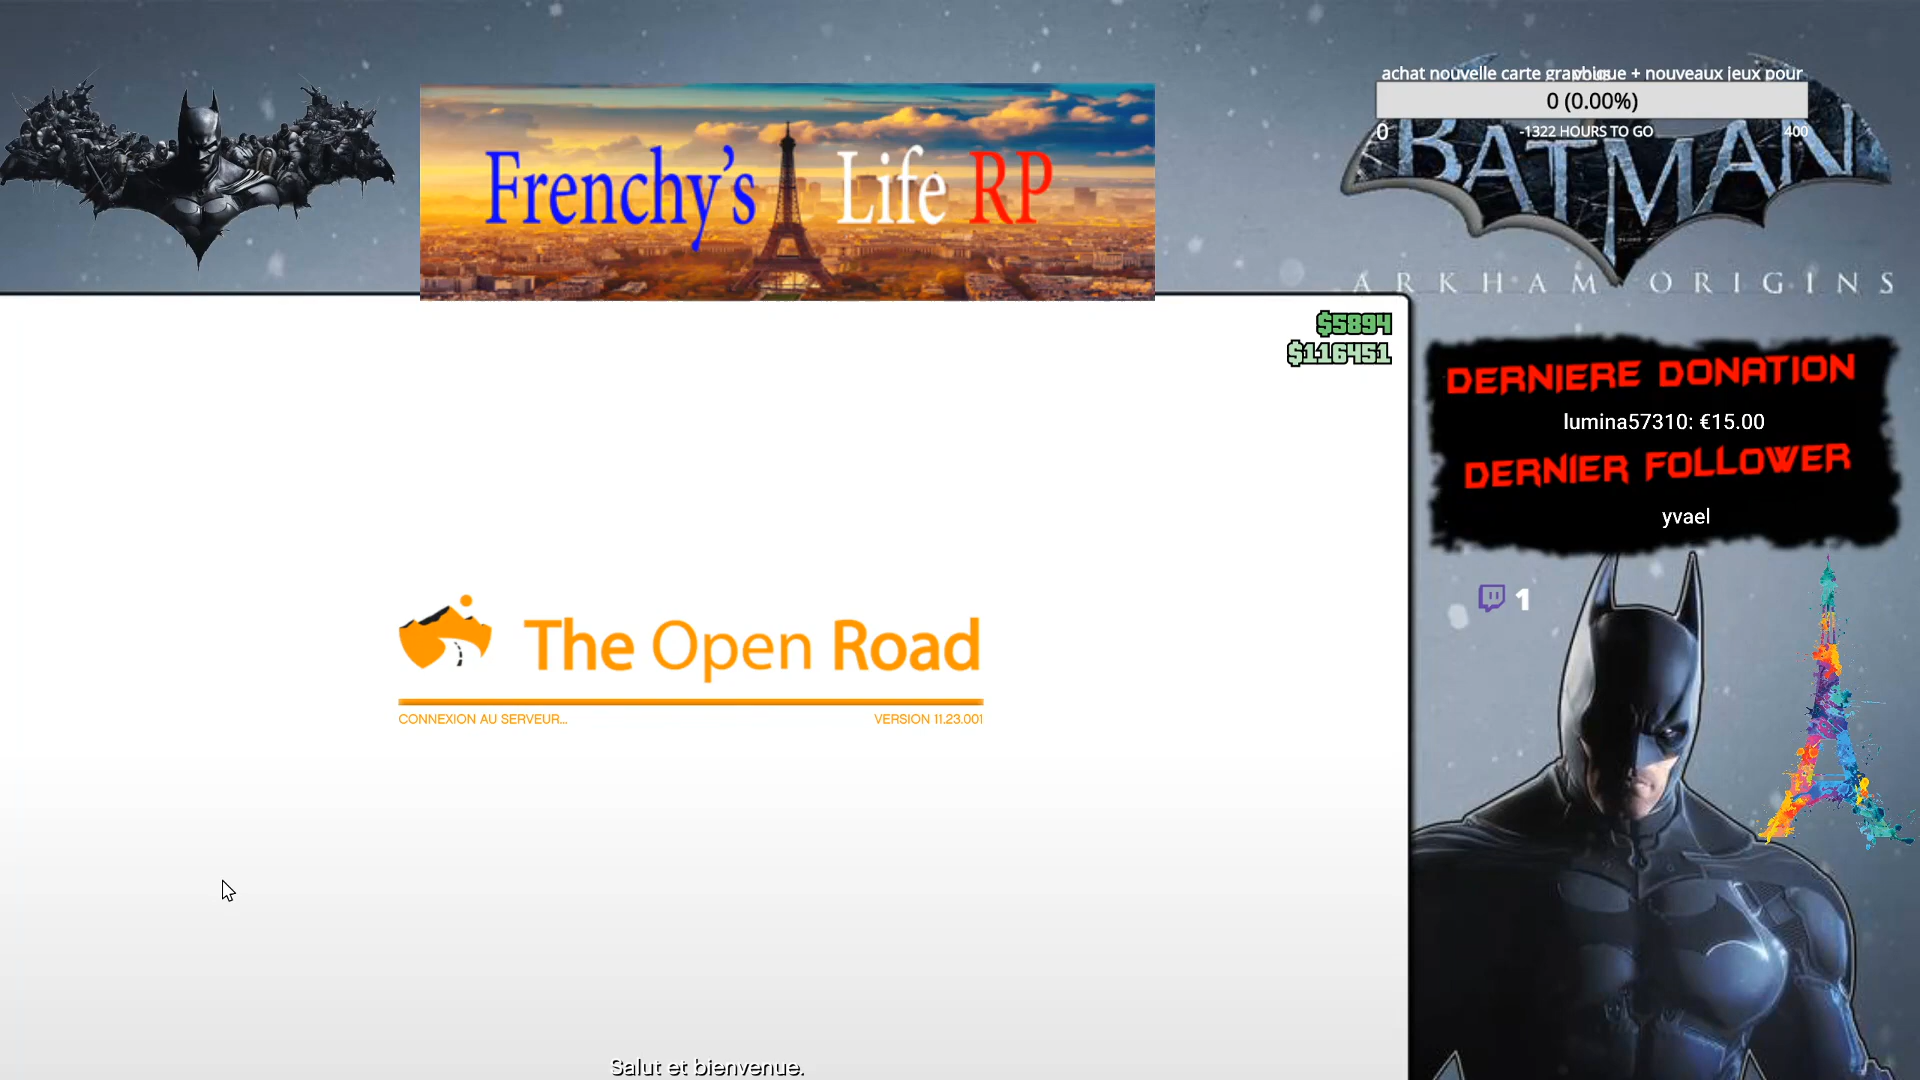 achat nouvelle carte graphique + nouveaux jeux pour
0 (0.00%)
0 -1322 HOURS TO GO 400
BATMAN
ARKHAM ORIGINS
Frenchy's Life RP
$5894
$116451
DERNIERE DONATION
lumina57310: €15.00
DERNIER FOLLOWER
yvael
1
The Open Road
CONNEXION AU SERVEUR... VERSION 11.23.001
Salut et bienvenue.